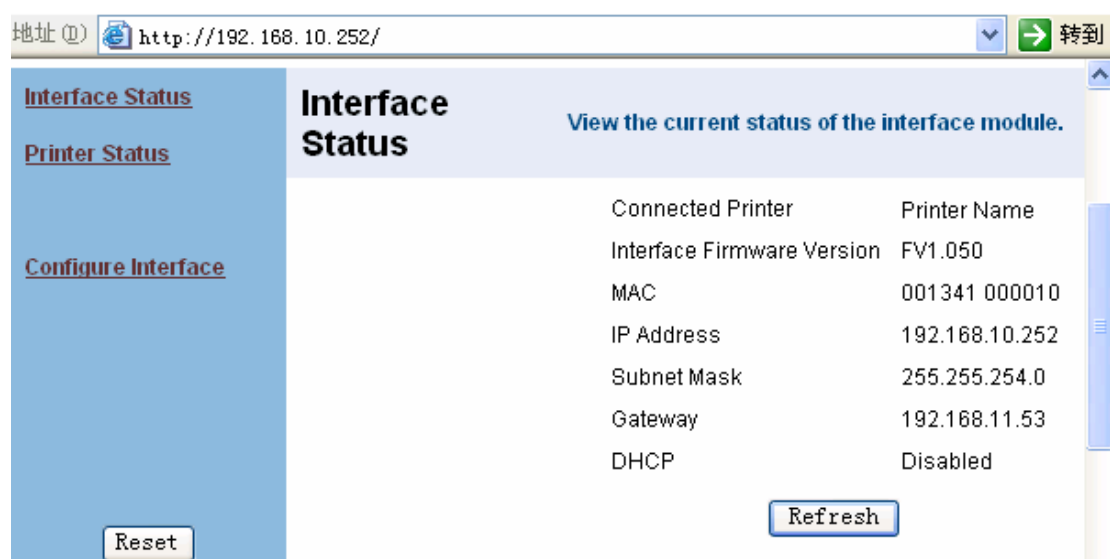 地址(D) http://192.168.10.252/ 转到
Interface Status
Printer Status
Configure Interface
Reset
Interface
Status
View the current status of the interface module.
Connected Printer Printer Name
Interface Firmware Version FV1.050
MAC 001341 000010
IP Address 192.168.10.252
Subnet Mask 255.255.254.0
Gateway 192.168.11.53
DHCP Disabled
Refresh